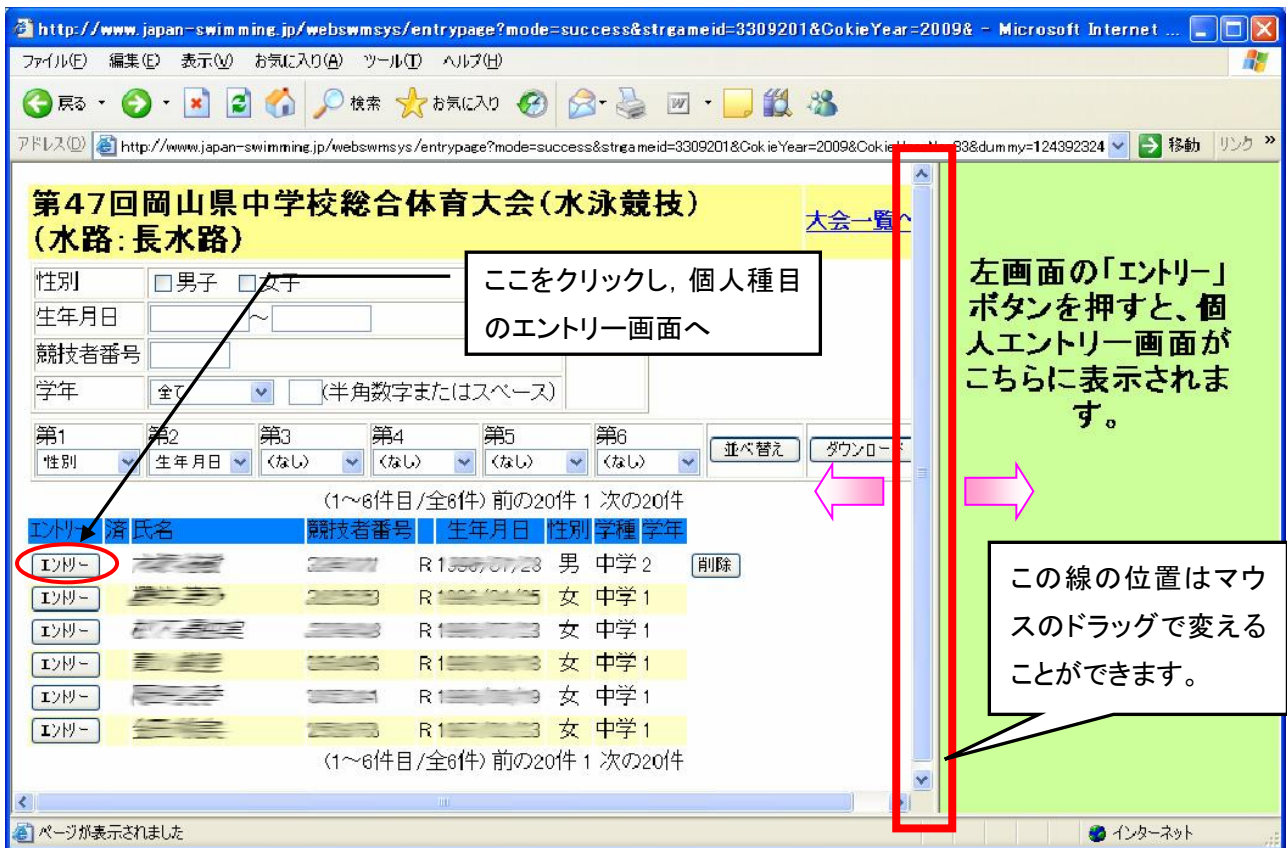 http://www.japan-swimming.jp/webswmsys/entrypage?mode=success&strgameid=3309201&CokieYear=2009& - Microsoft Internet ...
ファイル(F) 編集(E) 表示(V) お気に入り(A) ツール(T) ヘルプ(H)
戻る 検索 お気に入り
アドレス(D) http://www.japan-swimming.jp/webswmsys/entrypage?mode=success&strgameid=3309201&CokieYear=2009&CokieUserNo 83&dummy=124392324 移動 リンク »
第47回岡山県中学校総合体育大会(水泳競技)
(水路:長水路)
大会一覧へ
性別 男子 女子
生年月日 ~
競技者番号
学年 全て (半角数字またはスペース)
ここをクリックし,個人種目
のエントリー画面へ
第1 第2 第3 第4 第5 第6
性別 生年月日 (なし) (なし) (なし) (なし) 並べ替え ダウンロード
(1~6件目/全6件) 前の20件 1 次の20件
エントリー 済 氏名 競技者番号 生年月日 性別 学種 学年
エントリー R 男 中学 2 削除
エントリー R 女 中学 1
エントリー R 女 中学 1
エントリー R 女 中学 1
エントリー R 女 中学 1
エントリー R 女 中学 1
(1~6件目/全6件) 前の20件 1 次の20件
左画面の「エントリー」
ボタンを押すと、個
人エントリー画面が
こちらに表示されま
す。
この線の位置はマウ
スのドラッグで変える
ことができます。
ページが表示されました インターネット